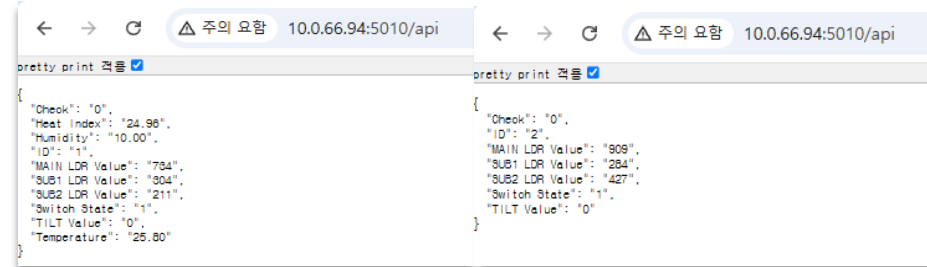 주의 요함 10.0.66.94:5010/api
pretty print 적용
{
"Check": "0",
"Heat Index": "24.96",
"Humidity": "10.00",
"ID": "1",
"MAIN LDR Value": "734",
"SUB1 LDR Value": "304",
"SUB2 LDR Value": "211",
"Switch State": "1",
"TILT Value": "0",
"Temperature": "25.80"
}
주의 요함 10.0.66.94:5010/api
pretty print 적용
{
"Check": "0",
"ID": "2",
"MAIN LDR Value": "909",
"SUB1 LDR Value": "284",
"SUB2 LDR Value": "427",
"Switch State": "1",
"TILT Value": "0"
}